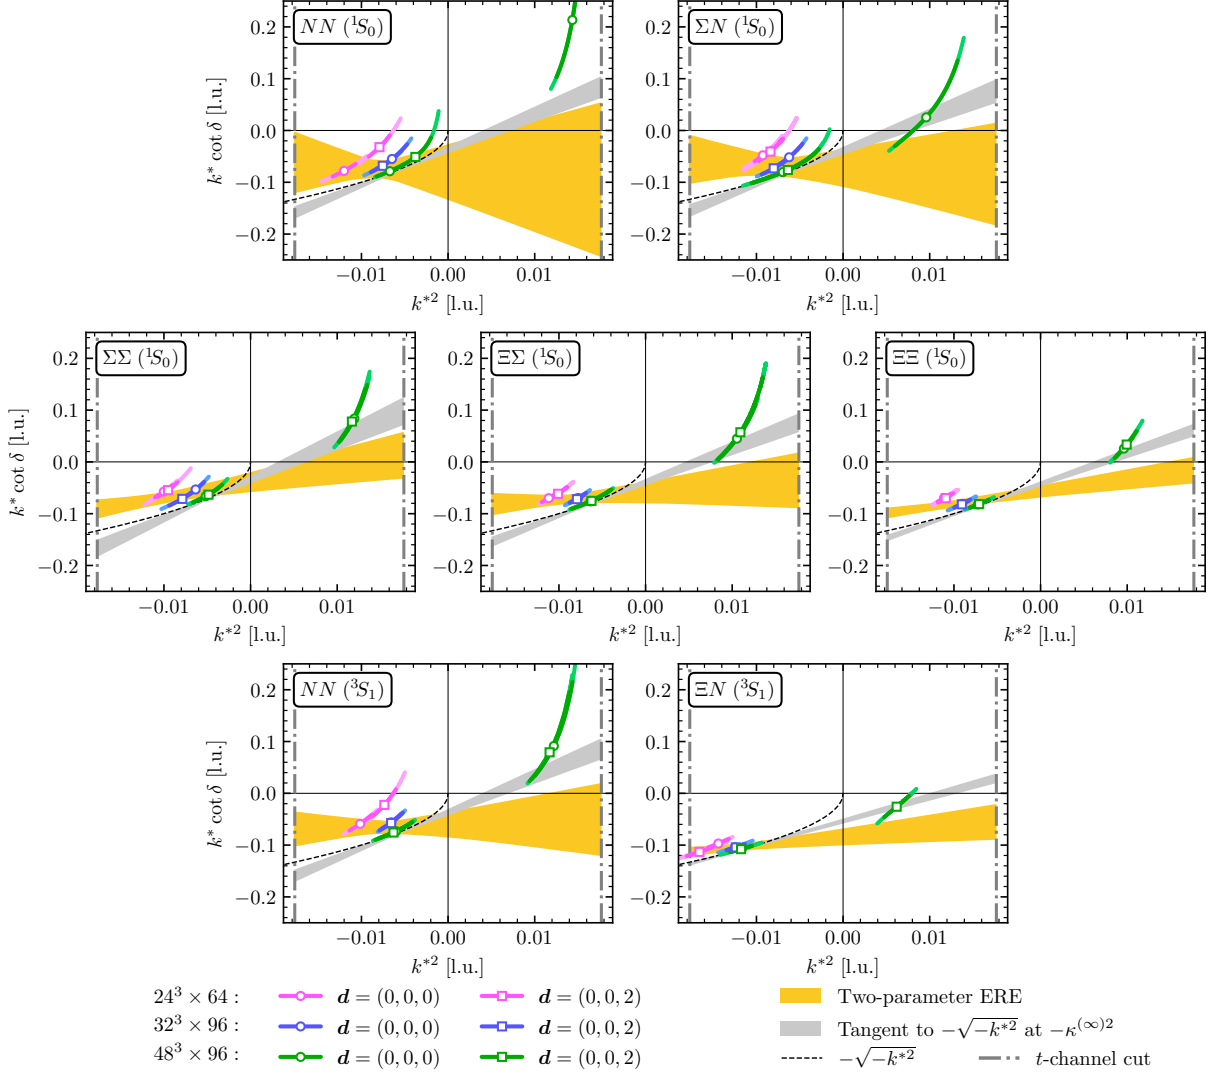 NN (¹S₀)
ΣN (¹S₀)
0.2
0.1
0.0
−0.1
−0.2
k* cot δ [l.u.]
0.2
0.1
0.0
−0.1
−0.2
−0.01 0.00 0.01
−0.01 0.00 0.01
k*² [l.u.]
k*² [l.u.]
ΣΣ (¹S₀)
ΞΣ (¹S₀)
ΞΞ (¹S₀)
0.2
0.1
0.0
−0.1
−0.2
k* cot δ [l.u.]
0.2
0.1
0.0
−0.1
−0.2
0.2
0.1
0.0
−0.1
−0.2
−0.01 0.00 0.01
−0.01 0.00 0.01
−0.01 0.00 0.01
k*² [l.u.]
k*² [l.u.]
k*² [l.u.]
NN (³S₁)
ΞN (³S₁)
0.2
0.1
0.0
−0.1
−0.2
k* cot δ [l.u.]
0.2
0.1
0.0
−0.1
−0.2
−0.01 0.00 0.01
−0.01 0.00 0.01
k*² [l.u.]
k*² [l.u.]
24³ × 64 : d = (0, 0, 0) d = (0, 0, 2)
32³ × 96 : d = (0, 0, 0) d = (0, 0, 2)
48³ × 96 : d = (0, 0, 0) d = (0, 0, 2)
Two-parameter ERE
Tangent to −√−k*² at −κ^(∞)2
−√−k*² t-channel cut